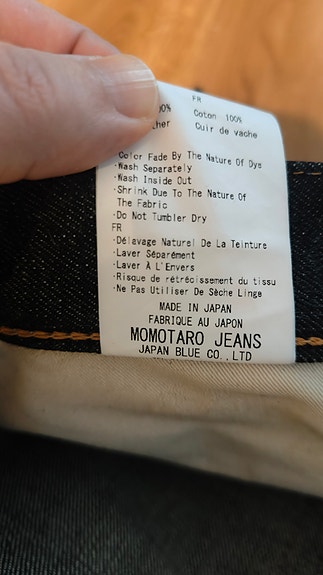 FR
Coton 100%
Cuir de vache
Color Fade By The Nature Of Dye
·Wash Separately
·Wash Inside Out
·Shrink Due To The Nature Of
The Fabric
·Do Not Tumbler Dry
FR
·Délavage Naturel De La Teinture
·Laver Séparément
·Laver À L'Envers
·Risque de rétrécissement du tissu
·Ne Pas Utiliser De Sèche Linge
MADE IN JAPAN
FABRIQUE AU JAPON
MOMOTARO JEANS
JAPAN BLUE CO.,LTD